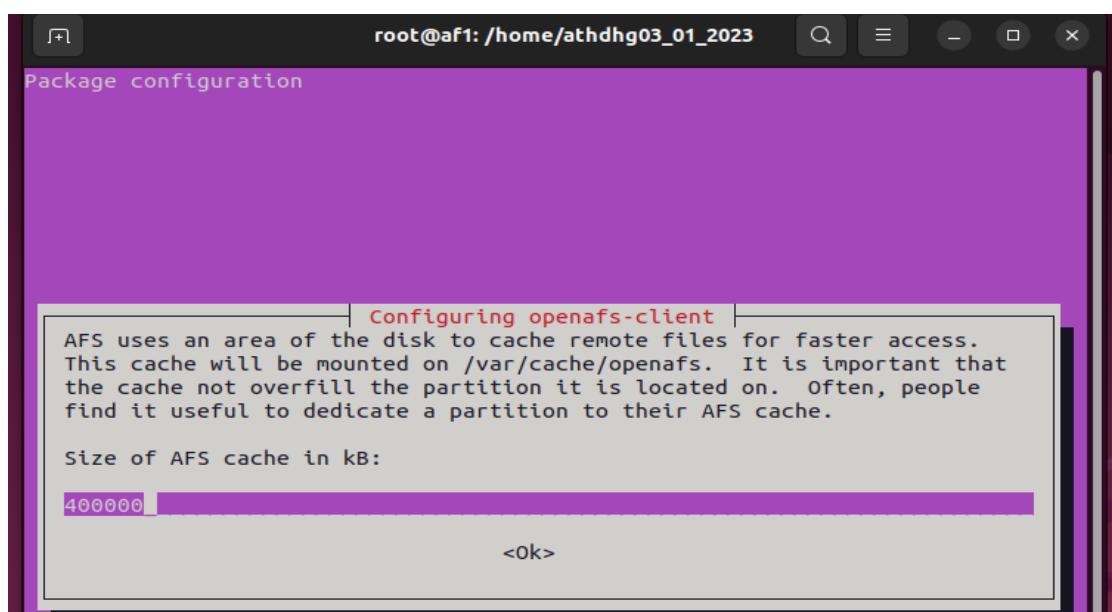 root@af1: /home/athdhg03_01_2023
Package configuration
Configuring openafs-client
AFS uses an area of the disk to cache remote files for faster access.
This cache will be mounted on /var/cache/openafs.  It is important that
the cache not overfill the partition it is located on.  Often, people
find it useful to dedicate a partition to their AFS cache.
Size of AFS cache in kB:
400000
<Ok>